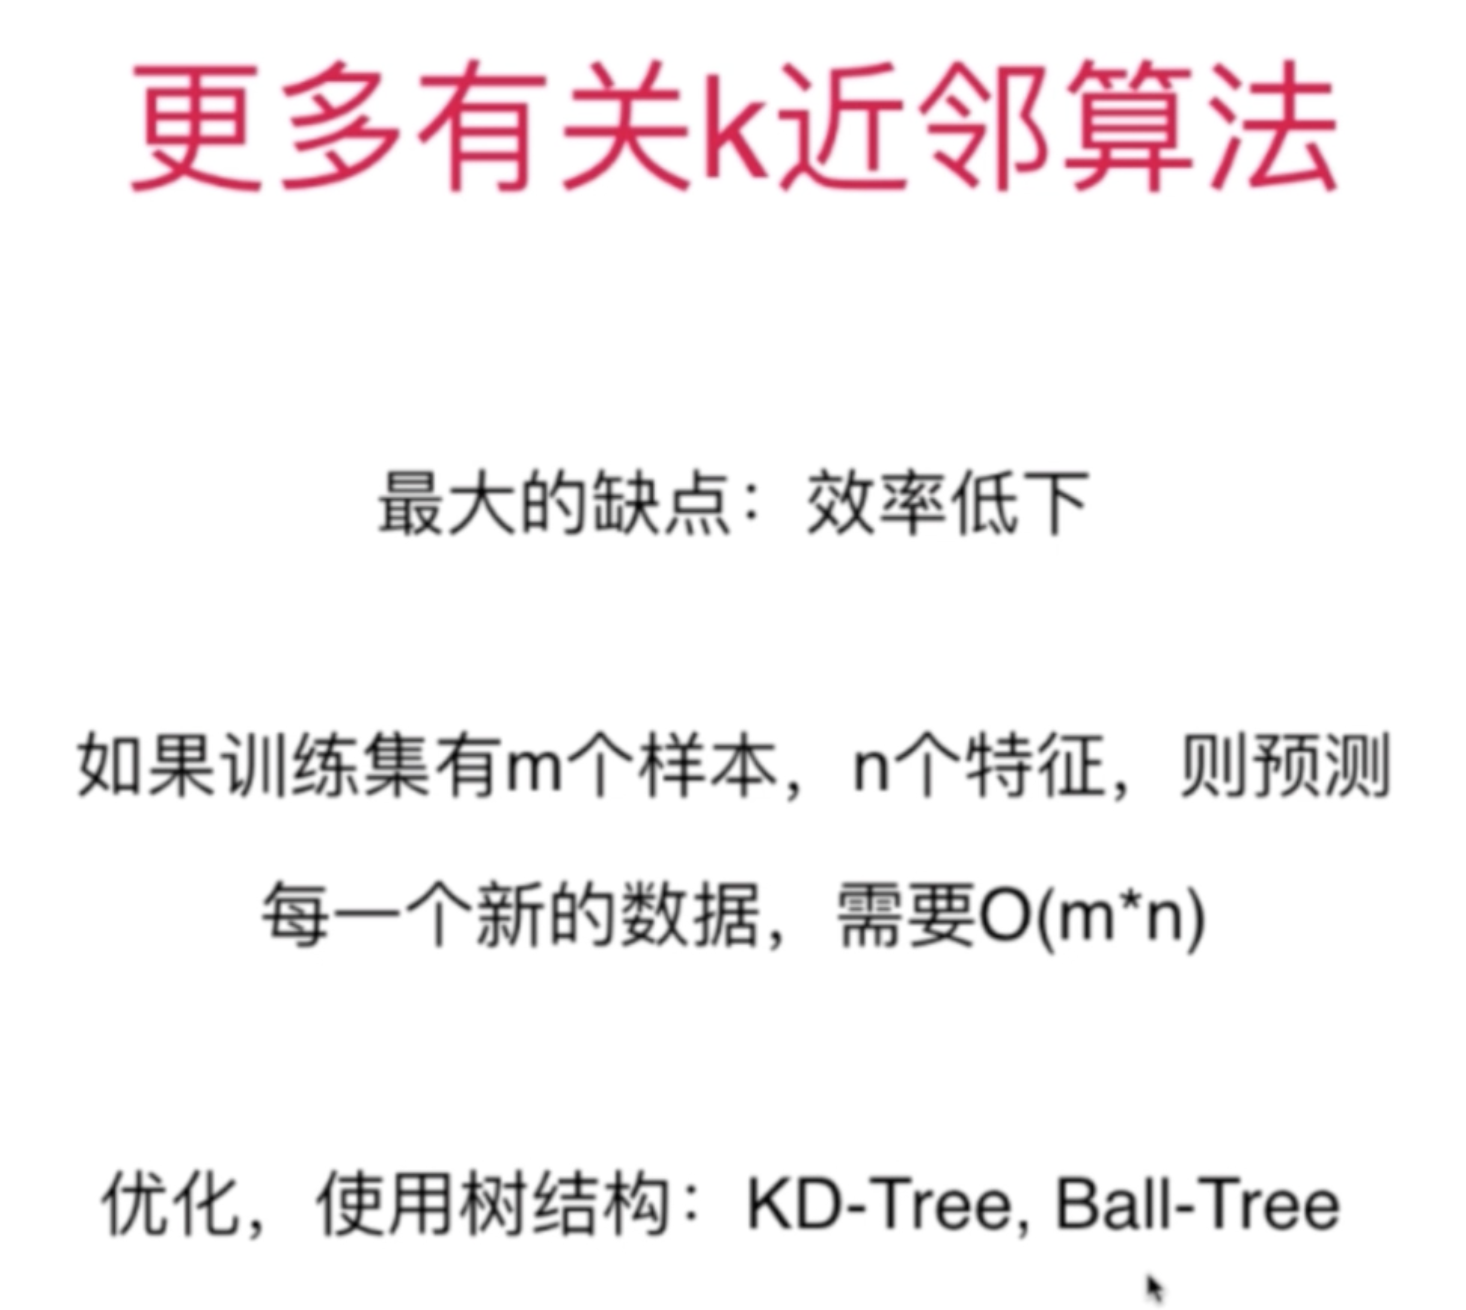 更多有关k近邻算法
最大的缺点：效率低下
如果训练集有m个样本，n个特征，则预测
每一个新的数据，需要O(m*n)
优化，使用树结构：KD-Tree, Ball-Tree